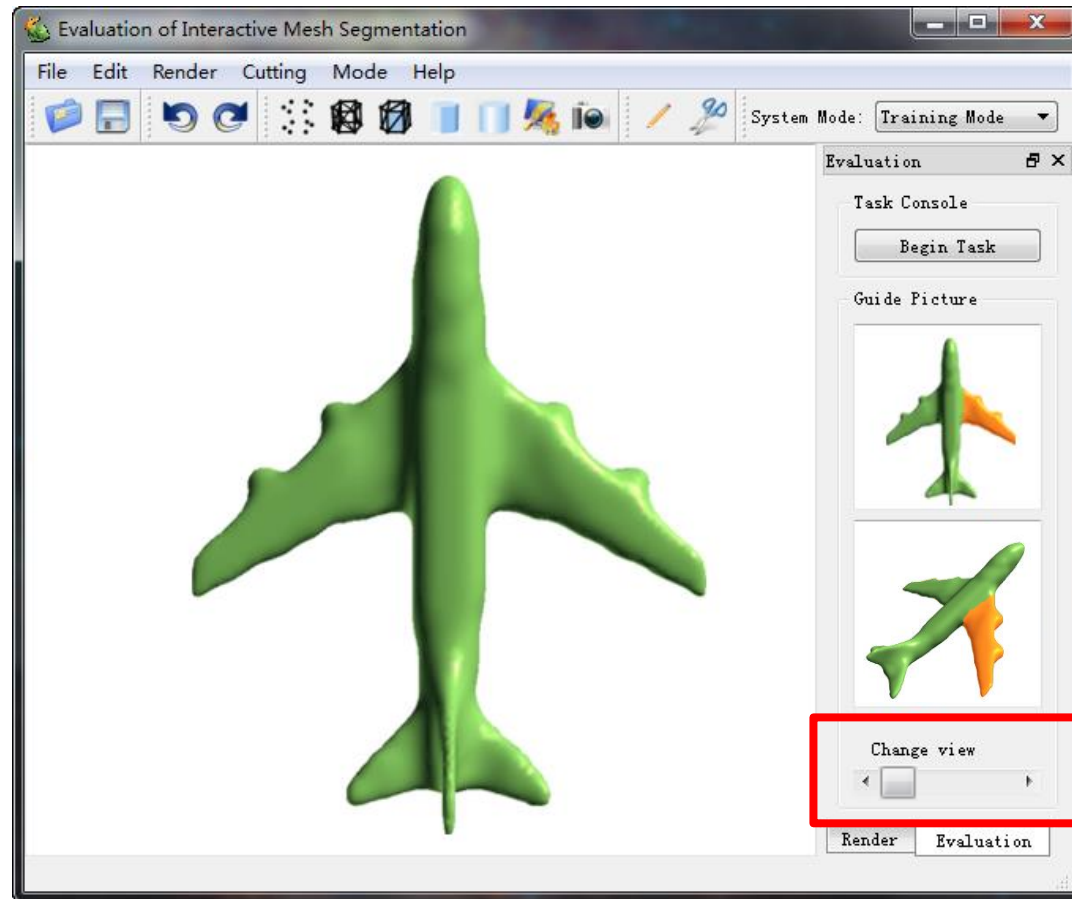 Evaluation of Interactive Mesh Segmentation
File Edit Render Cutting Mode Help
System Mode: Training Mode
Evaluation
Task Console
Begin Task
Guide Picture
Change view
Render Evaluation